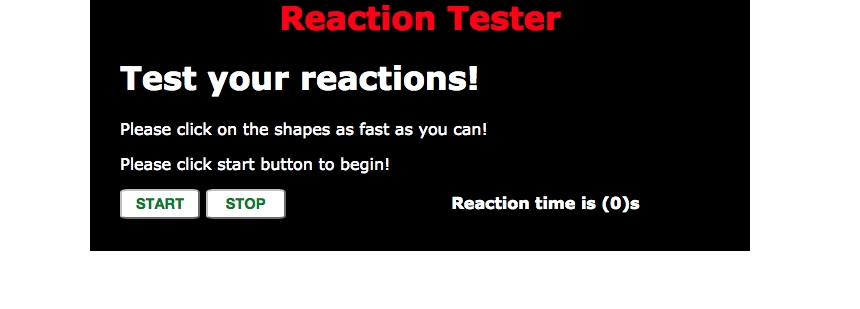 Reaction Tester
Test your reactions!
Please click on the shapes as fast as you can!
Please click start button to begin!
START STOP Reaction time is (0)s